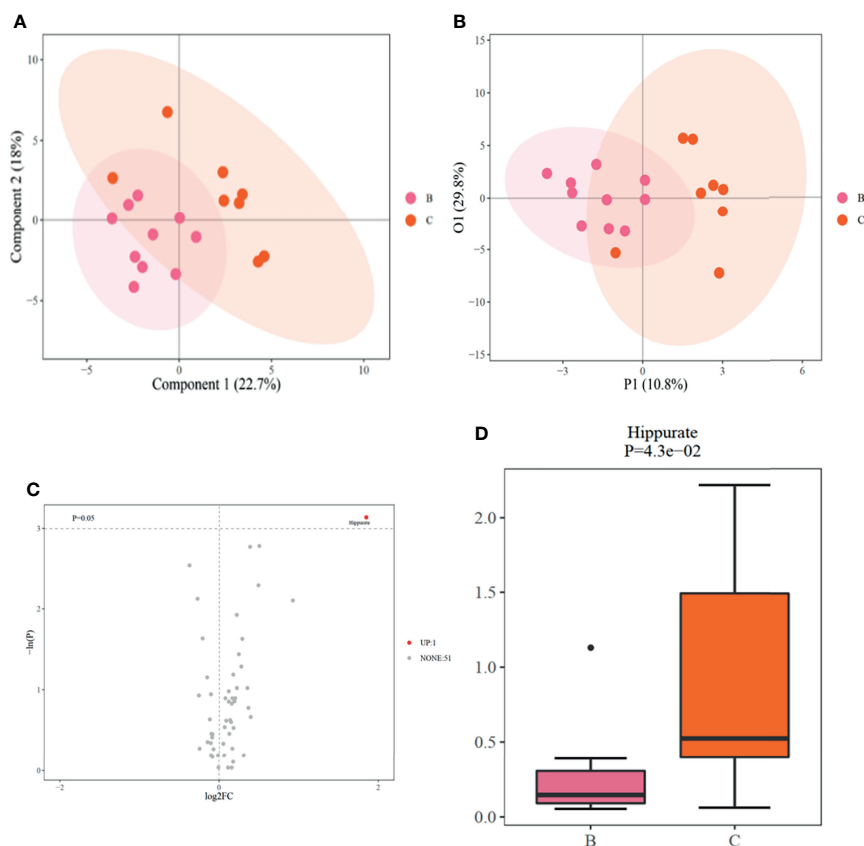 A
10
5
0
−5
−5
0
5
10
Component 2 (18%)
Component 1 (22.7%)
B
C
B
15
10
5
0
−5
−10
−15
−3
0
3
6
O1 (29.8%)
P1 (10.8%)
B
C
C
P=0.05
Hippurate
3
2
1
0
−2
0
2
−ln(P)
log2FC
UP:1
NONE:51
D
Hippurate
P=4.3e−02
2.0
1.5
1.0
0.5
0.0
B
C